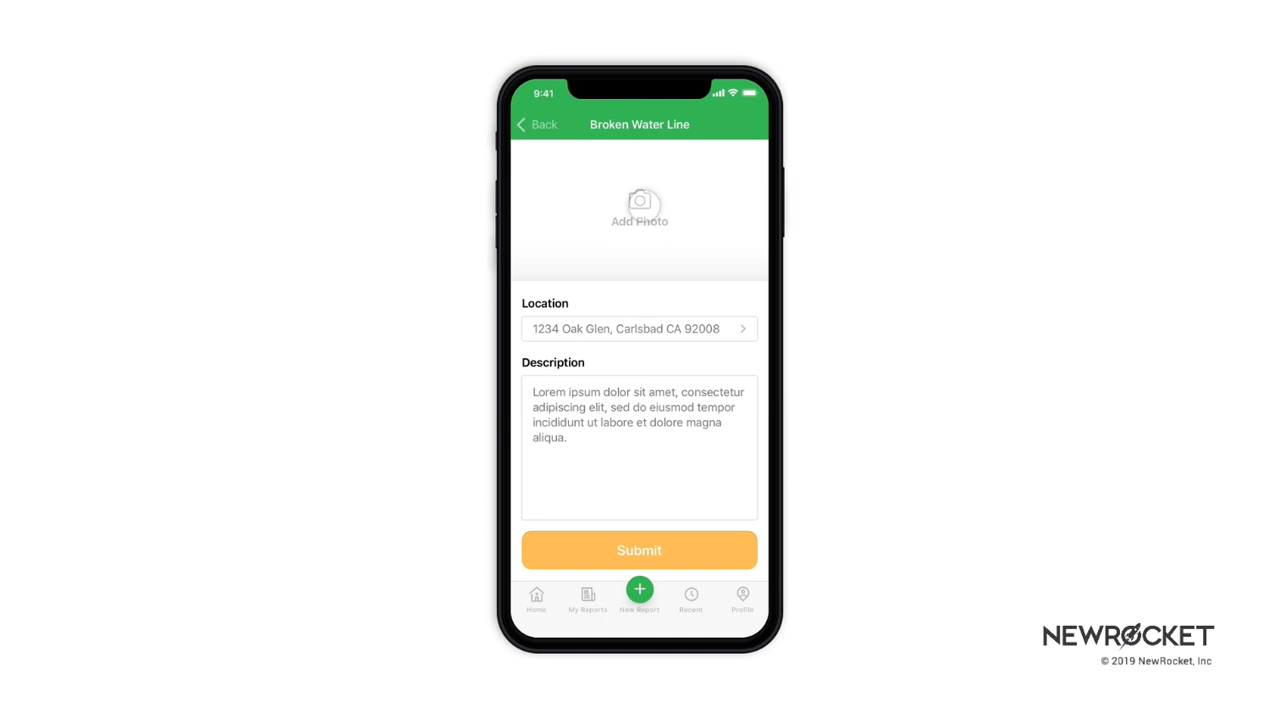 9:41
Back
Broken Water Line
Add Photo
Location
1234 Oak Glen, Carlsbad CA 92008
Description
Lorem ipsum dolor sit amet, consectetur
adipiscing elit, sed do eiusmod tempor
incididunt ut labore et dolore magna
aliqua.
Submit
Home
My Reports
New Report
Recent
Profile
NEWROCKET
© 2019 NewRocket, Inc